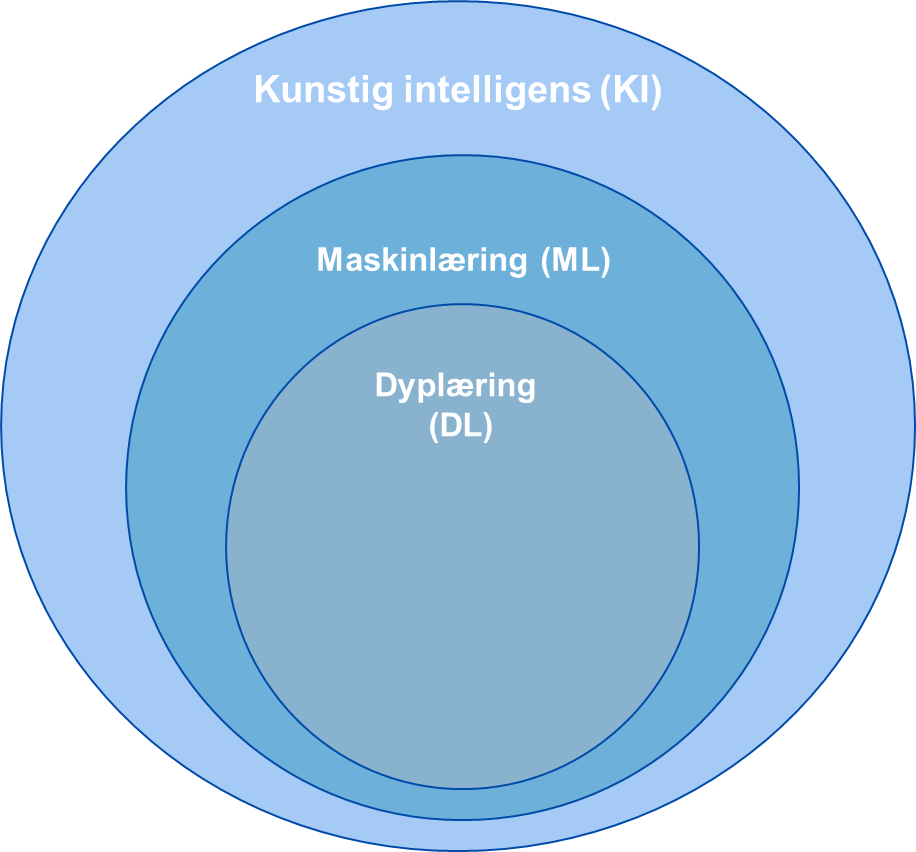 Kunstig intelligens (KI)
Maskinlæring (ML)
Dyplæring
(DL)